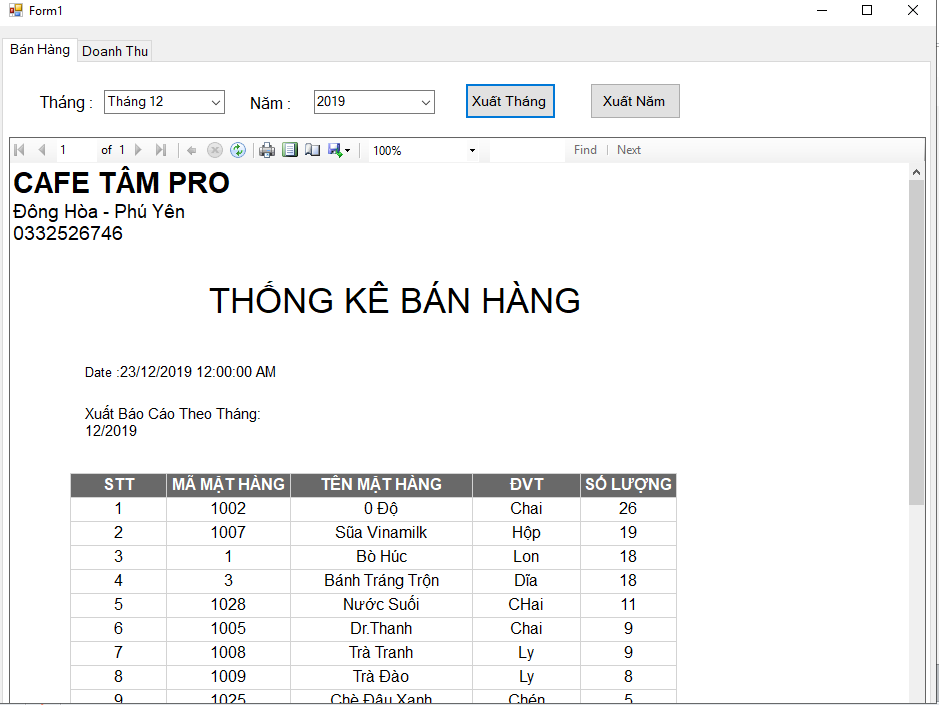 Form1
Bán Hàng Doanh Thu
Tháng : Tháng 12 Năm : 2019 Xuất Tháng Xuất Năm
1 of 1 100% Find | Next
CAFE TÂM PRO
Đông Hòa - Phú Yên
0332526746
THỐNG KÊ BÁN HÀNG
Date :23/12/2019 12:00:00 AM
Xuất Báo Cáo Theo Tháng:
12/2019
STT MÃ MẶT HÀNG TÊN MẶT HÀNG ĐVT SỐ LƯỢNG
1 1002 0 Độ Chai 26
2 1007 Sũa Vinamilk Hộp 19
3 1 Bò Húc Lon 18
4 3 Bánh Tráng Trộn Dĩa 18
5 1028 Nước Suối CHai 11
6 1005 Dr.Thanh Chai 9
7 1008 Trà Tranh Ly 9
8 1009 Trà Đào Ly 8
9 1025 Chè Đậu Xanh Chén 5